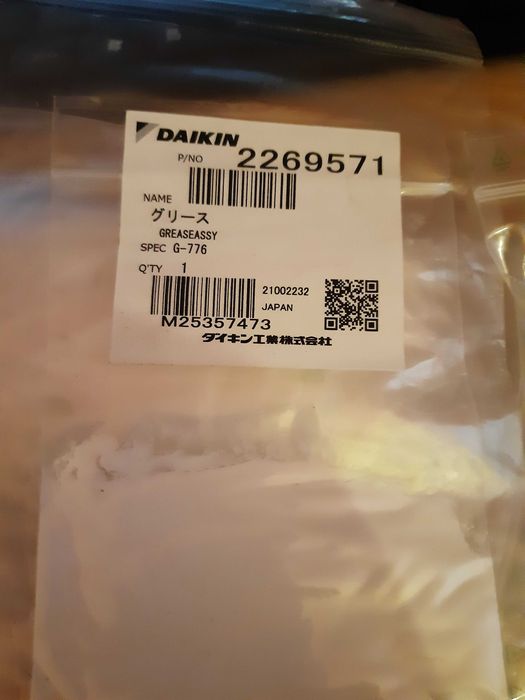 DAIKIN
P/NO 2269571
NAME
グリース
GREASEASSY
SPEC G-776
Q'TY 1
21002232
JAPAN
M25357473
ダイキン工業株式会社